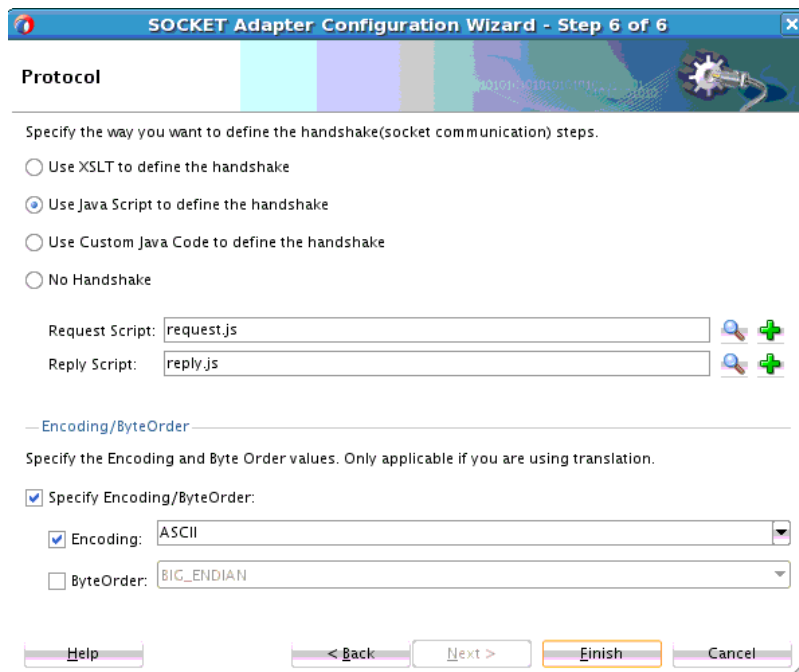 SOCKET Adapter Configuration Wizard - Step 6 of 6
Protocol
Specify the way you want to define the handshake(socket communication) steps.
Use XSLT to define the handshake
Use Java Script to define the handshake
Use Custom Java Code to define the handshake
No Handshake
Request Script: request.js
Reply Script: reply.js
Encoding/ByteOrder
Specify the Encoding and Byte Order values. Only applicable if you are using translation.
Specify Encoding/ByteOrder:
Encoding: ASCII
ByteOrder: BIG_ENDIAN
Help < Back Next > Finish Cancel